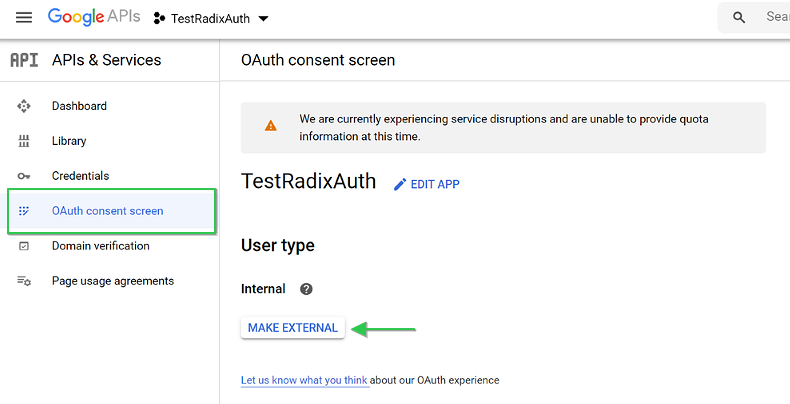 Google APIs
TestRadixAuth
Sear
API APIs & Services
OAuth consent screen
Dashboard
Library
Credentials
OAuth consent screen
Domain verification
Page usage agreements
We are currently experiencing service disruptions and are unable to provide quota
information at this time.
TestRadixAuth
EDIT APP
User type
Internal
MAKE EXTERNAL
Let us know what you think about our OAuth experience